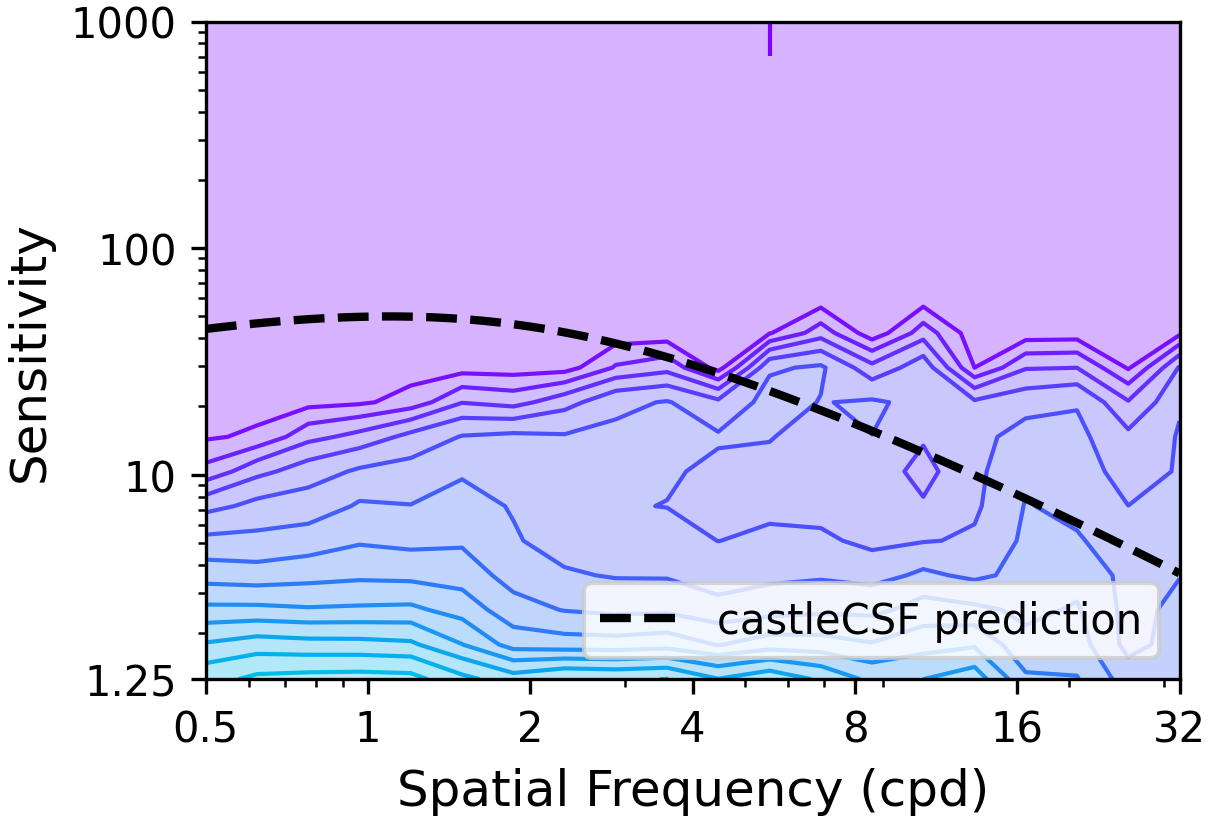 1000
100
10
1.25
Sensitivity
castleCSF prediction
0.5 1 2 4 8 16 32
Spatial Frequency (cpd)